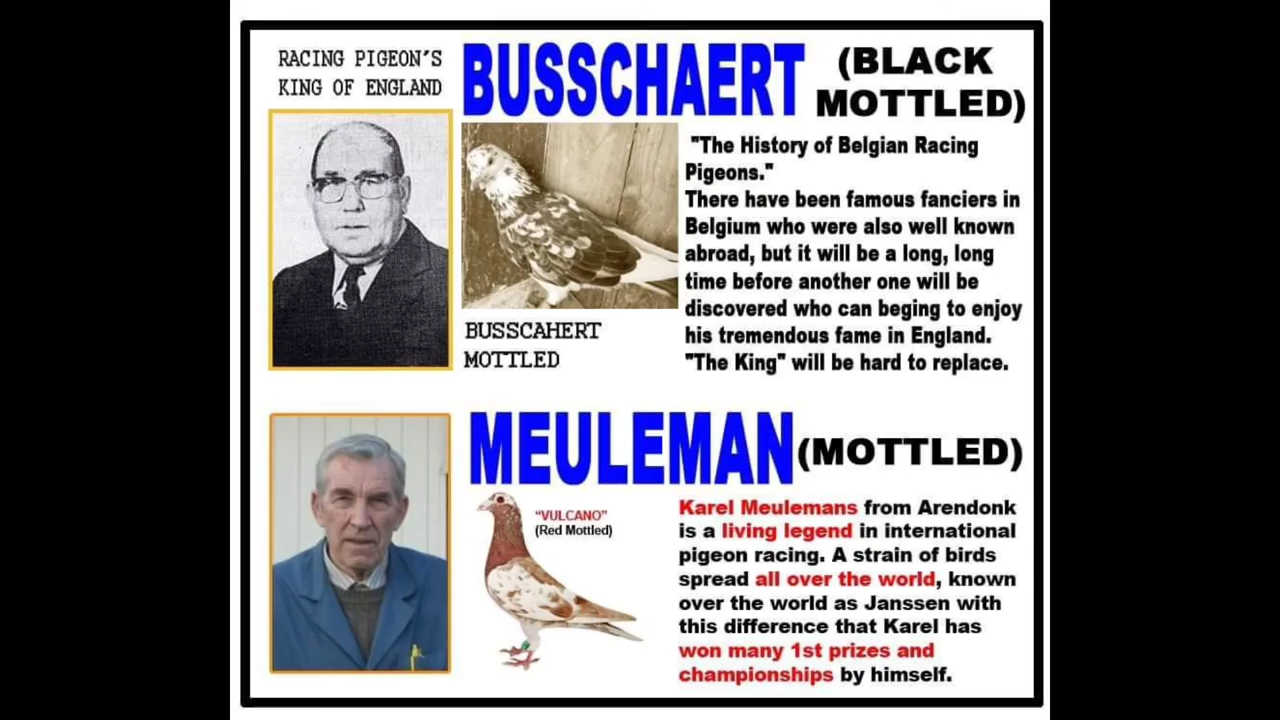 RACING PIGEON'S
KING OF ENGLAND
BUSSCHAERT
(BLACK
MOTTLED)
"The History of Belgian Racing
Pigeons."
There have been famous fanciers in
Belgium who were also well known
abroad, but it will be a long, long
time before another one will be
discovered who can beging to enjoy
his tremendous fame in England.
"The King" will be hard to replace.
BUSSCAHERT
MOTTLED
MEULEMAN
(MOTTLED)
“VULCANO”
(Red Mottled)
Karel Meulemans from Arendonk
is a living legend in international
pigeon racing. A strain of birds
spread all over the world, known
over the world as Janssen with
this difference that Karel has
won many 1st prizes and
championships by himself.